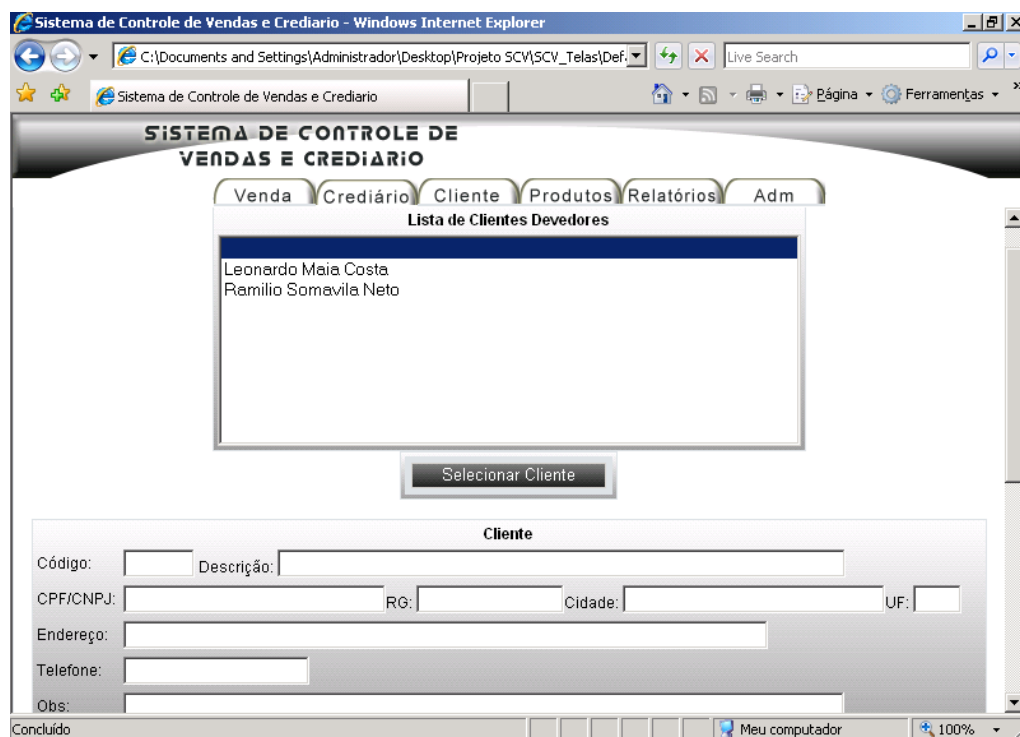 Sistema de Controle de Vendas e Crediario - Windows Internet Explorer
C:\Documents and Settings\Administrador\Desktop\Projeto SCV\SCV_Telas\Def. Live Search
Sistema de Controle de Vendas e Crediario Página Ferramentas »
SISTEMA DE CONTROLE DE
VENDAS E CREDIARIO
Venda Crediário Cliente Produtos Relatórios Adm
Lista de Clientes Devedores
Leonardo Maia Costa
Ramilio Somavila Neto
Selecionar Cliente
Cliente
Código: Descrição:
CPF/CNPJ: RG: Cidade: UF:
Endereço:
Telefone:
Obs:
Concluído Meu computador 100%